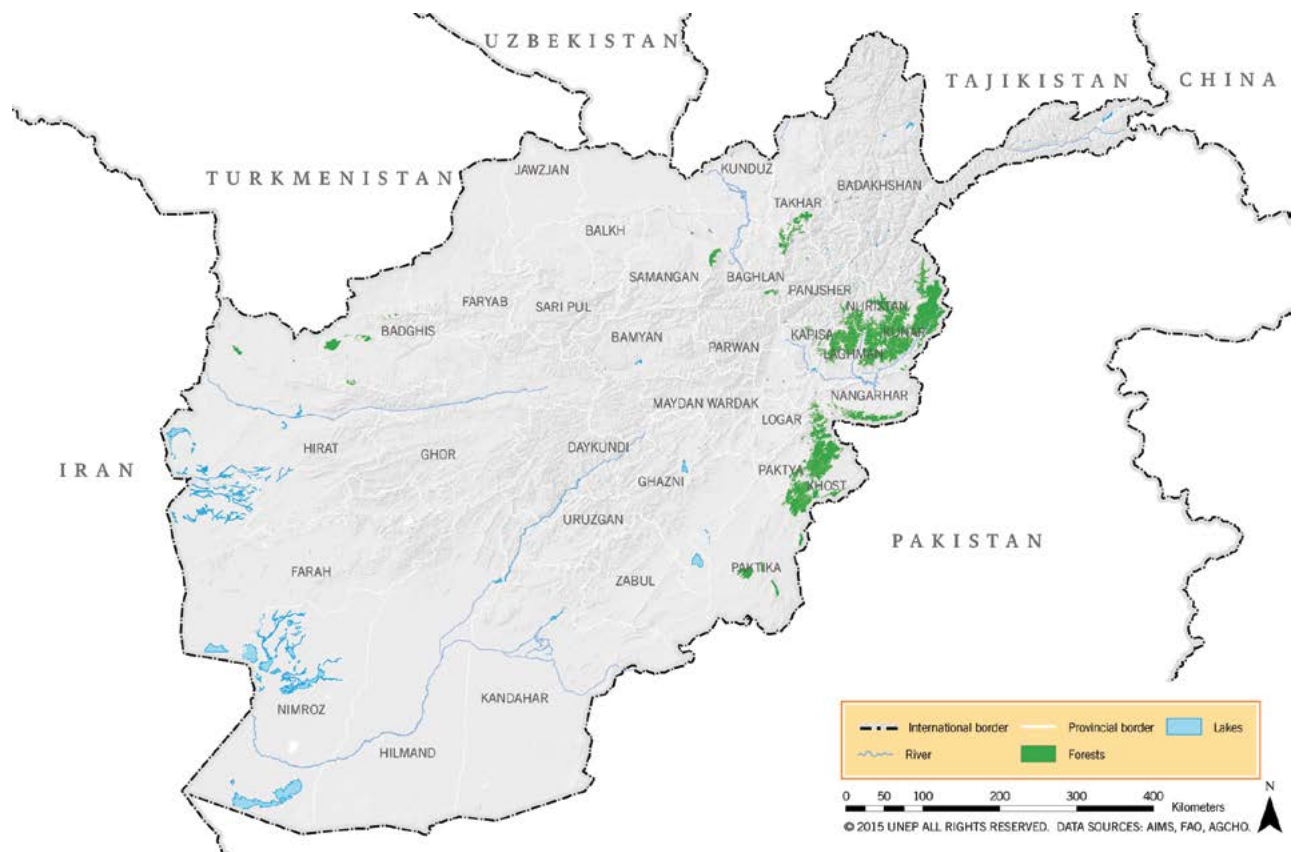 UZBEKISTAN
TAJIKISTAN
CHINA
TURKMENISTAN
JAWZJAN
KUNDUZ
BADAKHSHAN
TAKHAR
BALKH
SAMANGAN
BAGHLAN
PANJSHER
FARYAB
SARI PUL
NURISTAN
BADGHIS
BAMYAN
KAPISA
KUNAR
PARWAN
LAGHMAN
NANGARHAR
MAYDAN WARDAK
LOGAR
HIRAT
GHOR
DAYKUNDI
IRAN
PAKTYA
GHAZNI
KHOST
URUZGAN
PAKISTAN
FARAH
ZABUL
PAKTIKA
NIMROZ
KANDAHAR
HILMAND
International border
Provincial border
Lakes
River
Forests
0 50 100 200 300 400 Kilometers
N
© 2015 UNEP ALL RIGHTS RESERVED. DATA SOURCES: AIMS, FAO, AGCHO.